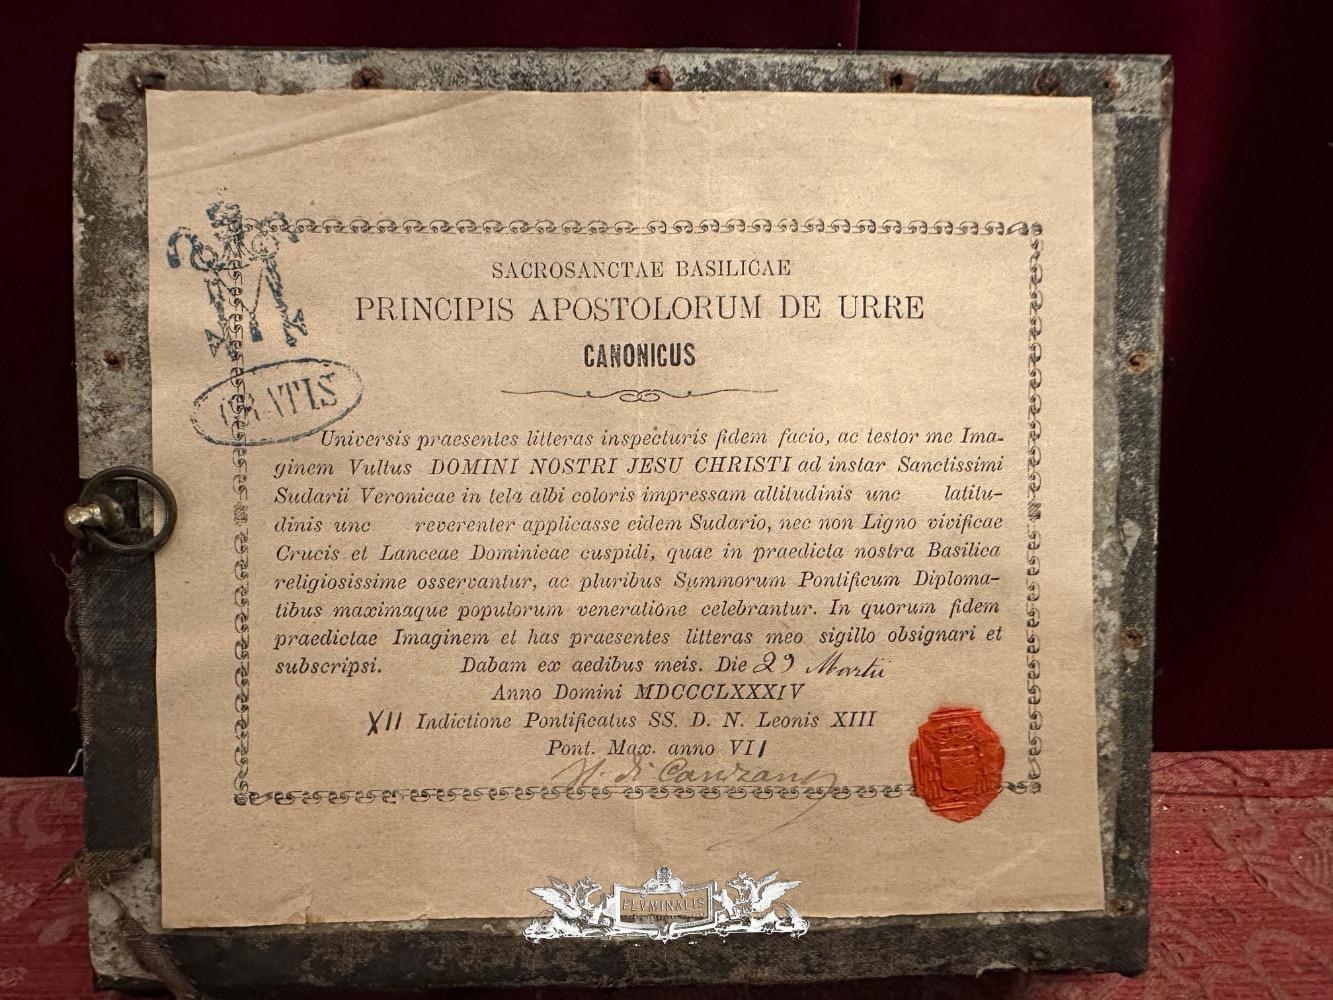 SACROSANCTAE BASILICAE
PRINCIPIS APOSTOLORUM DE URRE
CANONICUS
GRATIS
Universis praesentes litteras inspecturis fidem facio, ac testor me Ima-
ginem Vultus DOMINI NOSTRI JESU CHRISTI ad instar Sanctissimi
Sudarii Veronicae in tela albi coloris impressam altitudinis unc latitu-
dinis unc reverenter applicasse eidem Sudario, nec non Ligno vivificae
Crucis et Lanceae Dominicae cuspidi, quae in praedicta nostra Basilica
religiosissime osservantur, ac pluribus Summorum Pontificum Diploma-
tibus maximaque populorum veneratione celebrantur. In quorum fidem
praedictae Imaginem et has praesentes litteras meo sigillo obsignari et
subscripsi. Dabam ex aedibus meis. Die 29 Martii
Anno Domini MDCCCLXXXIV
XII Indictione Pontificatus SS. D. N. Leonis XIII
Pont. Max. anno VII
di
FLVMINALIS